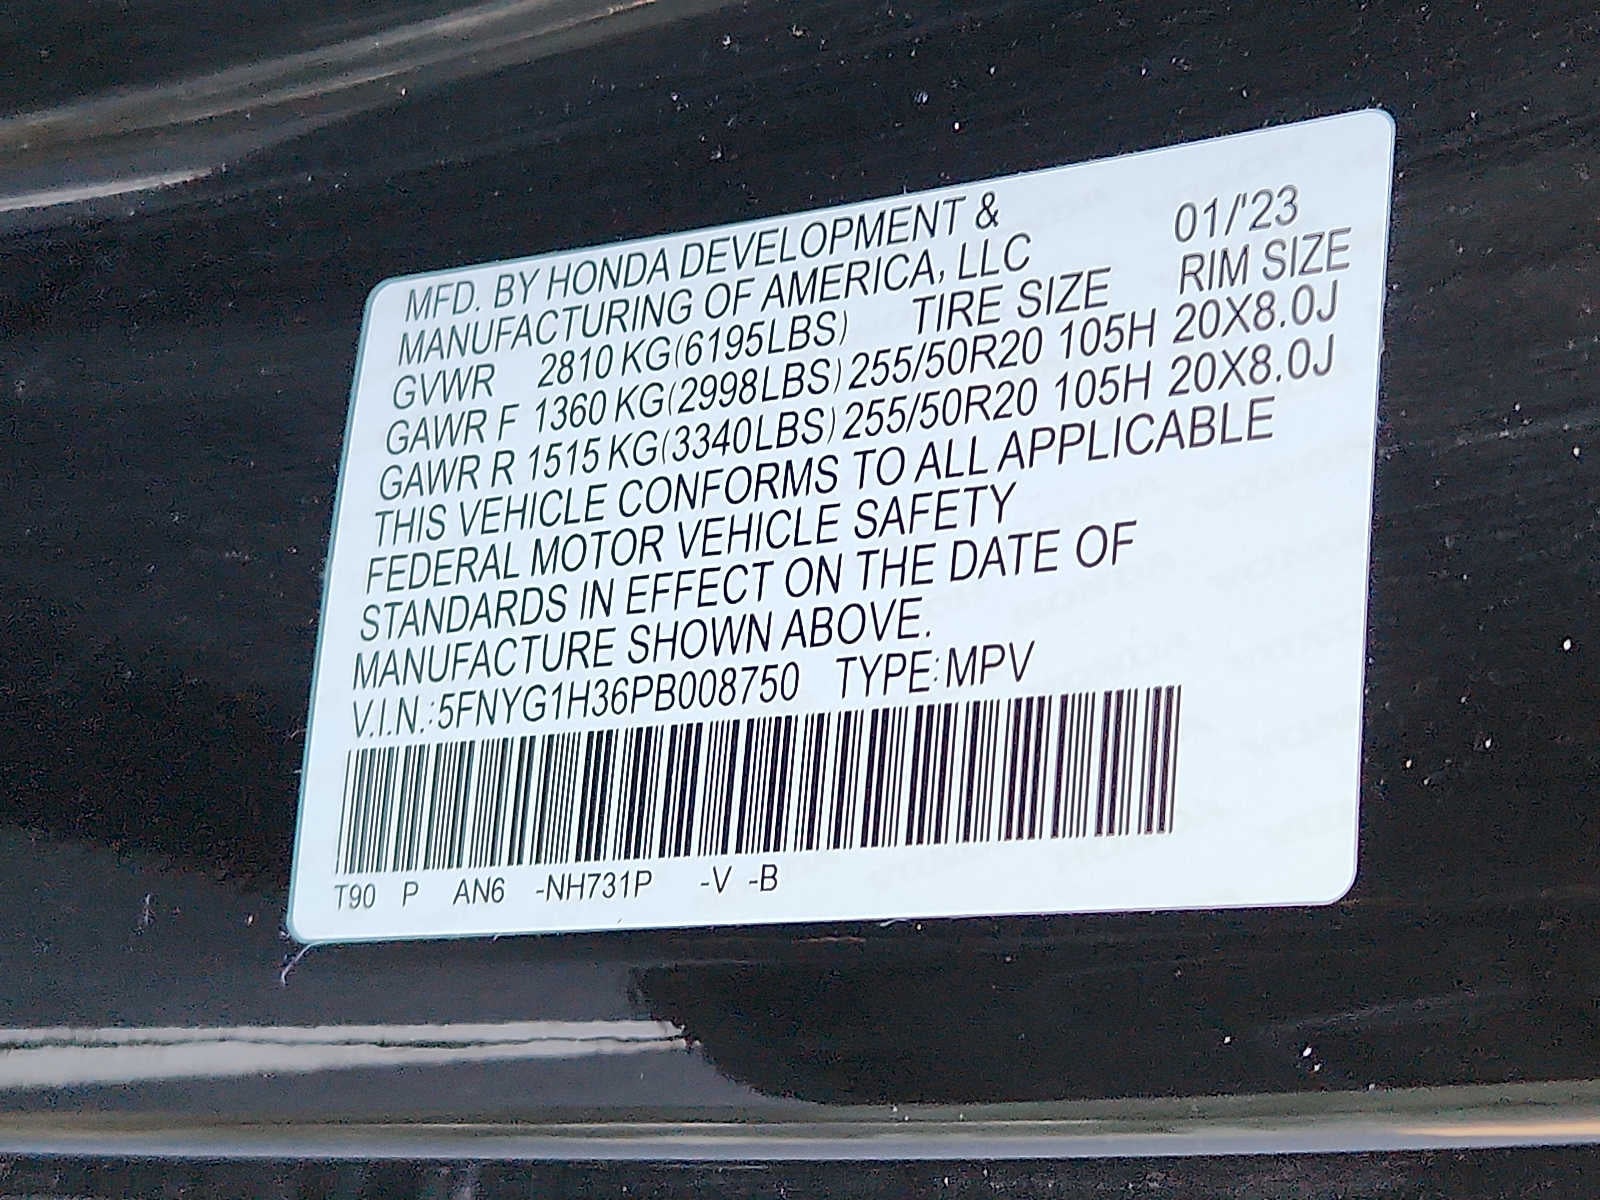 MFD. BY HONDA DEVELOPMENT & 01/'23
MANUFACTURING OF AMERICA, LLC
GVWR 2810 KG(6195LBS) TIRE SIZE RIM SIZE
GAWR F 1360 KG(2998LBS) 255/50R20 105H 20X8.0J
GAWR R 1515 KG(3340LBS) 255/50R20 105H 20X8.0J
THIS VEHICLE CONFORMS TO ALL APPLICABLE
FEDERAL MOTOR VEHICLE SAFETY
STANDARDS IN EFFECT ON THE DATE OF
MANUFACTURE SHOWN ABOVE.
V.I.N.:5FNYG1H36PB008750 TYPE:MPV
T90 P AN6 -NH731P -V -B